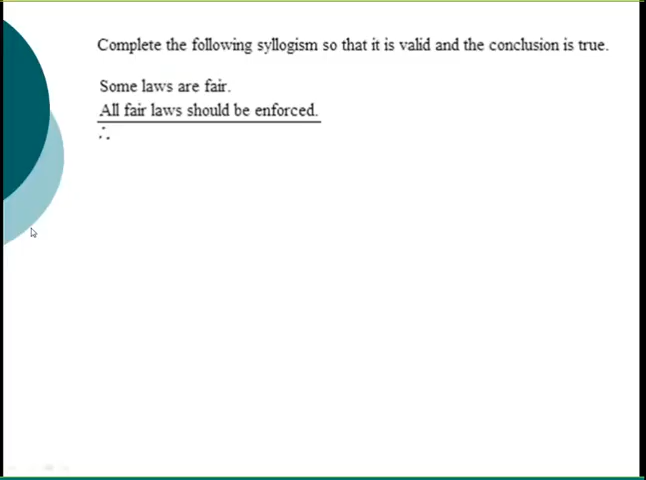 Complete the following syllogism so that it is valid and the conclusion is true.
Some laws are fair.
All fair laws should be enforced.
∴